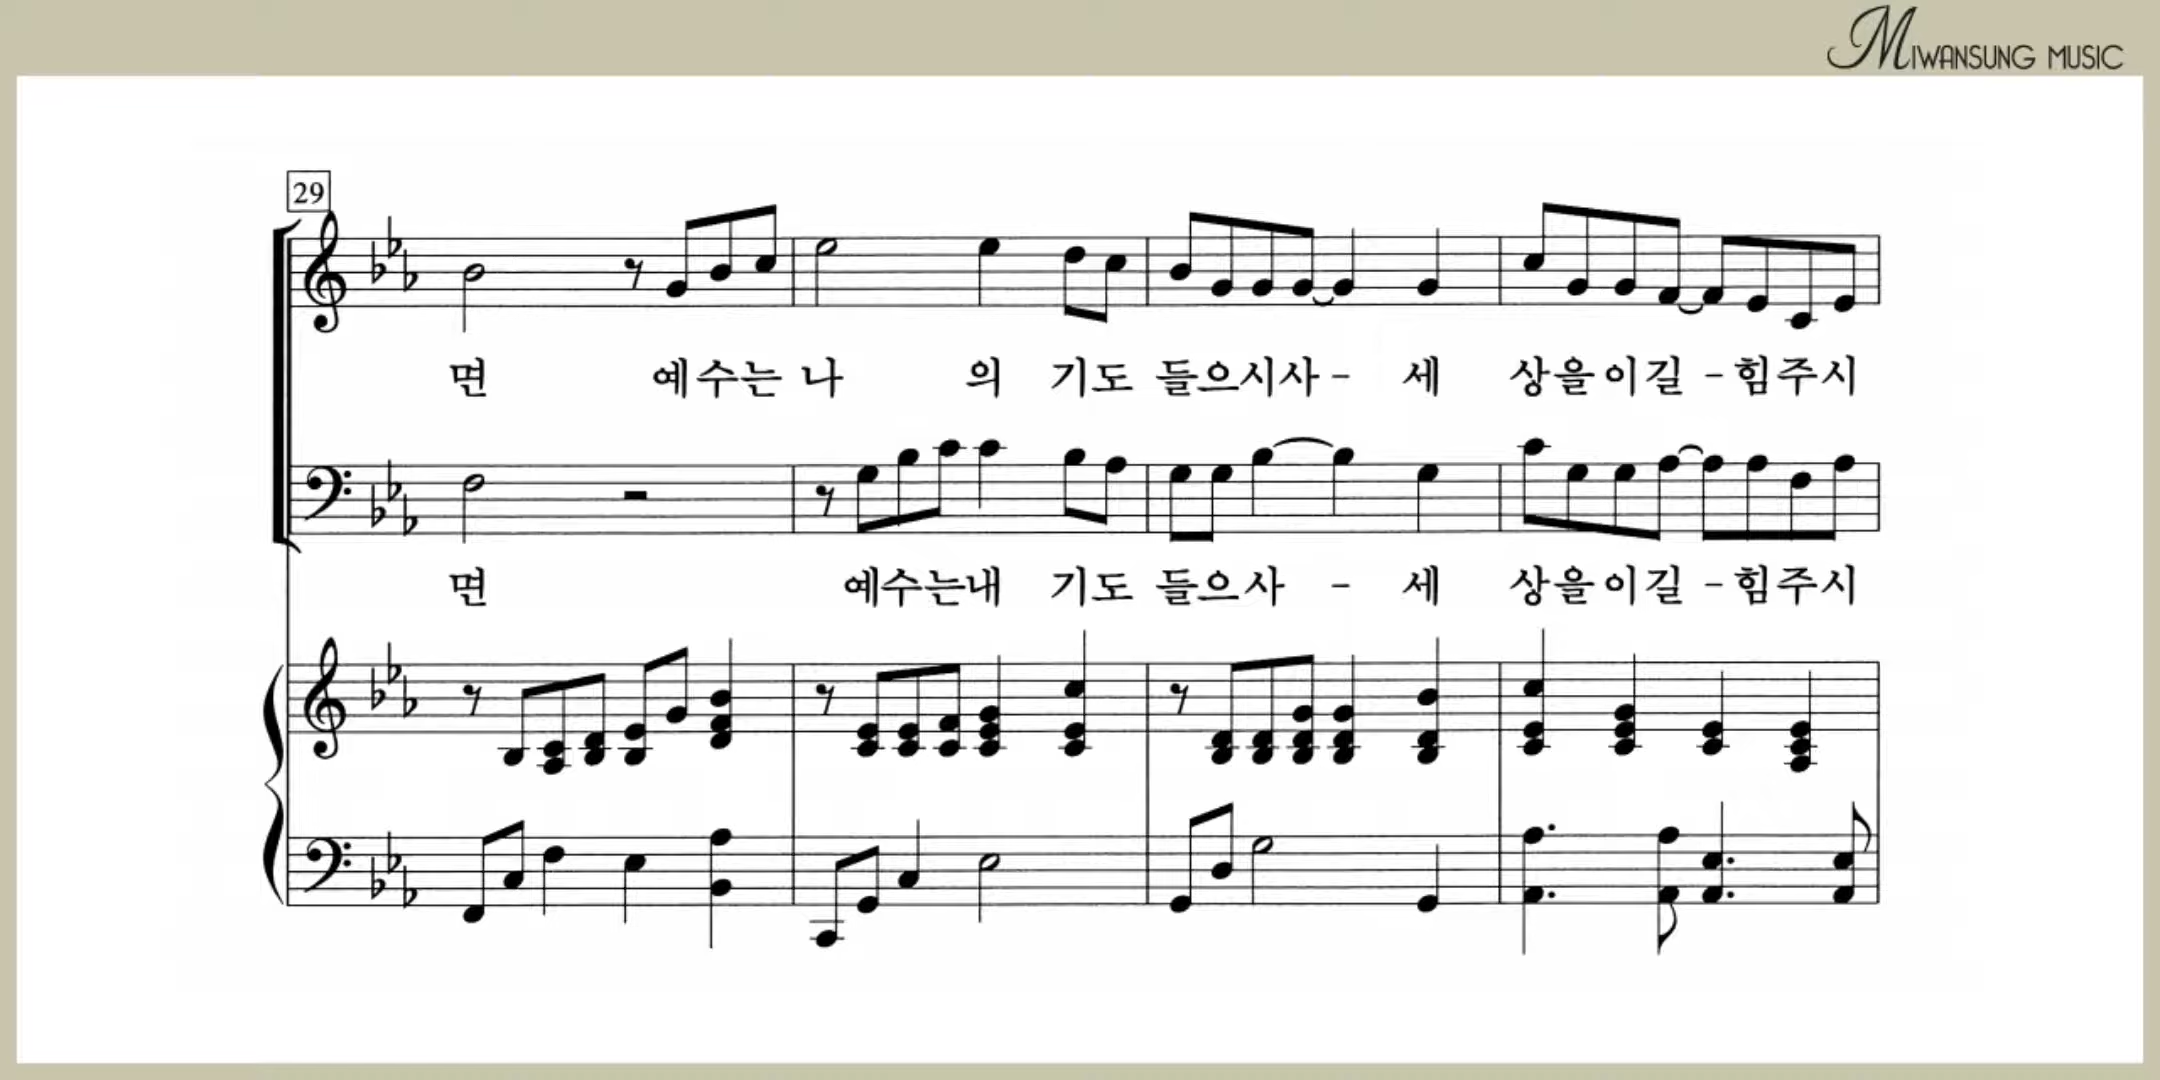 MIWANSUNG MUSIC
29
면 예수는 나 의 기도 들으시사 - 세 상을 이길 - 힘주시
면 예수는내 기도 들으사 - 세 상을 이길 - 힘주시